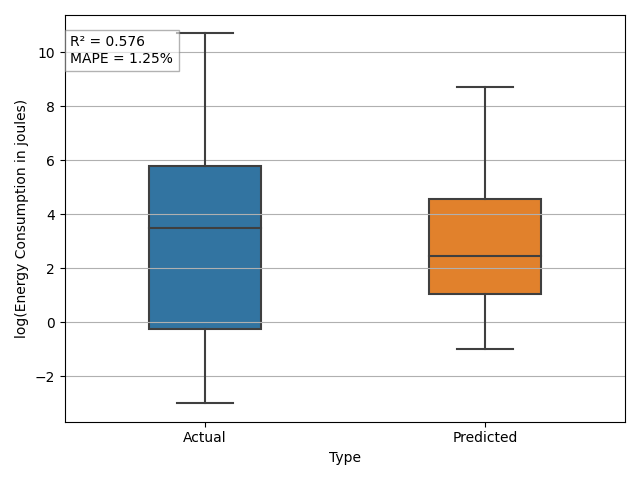 R² = 0.576
MAPE = 1.25%
10
8
6
4
2
0
−2
log(Energy Consumption in joules)
Actual
Predicted
Type